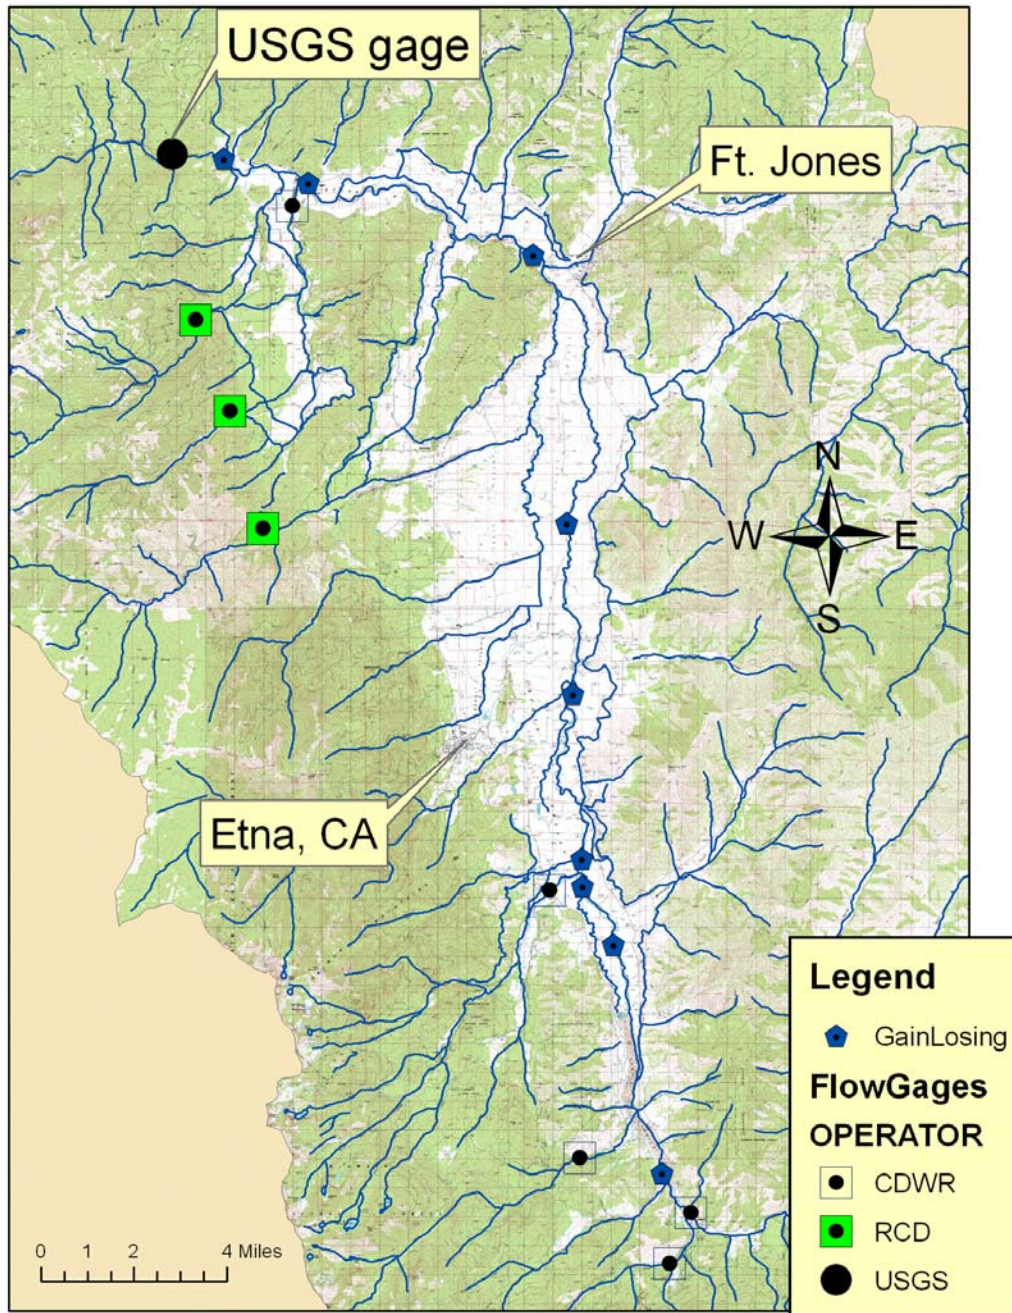 USGS gage
Ft. Jones
N
W E
S
Etna, CA
Legend
GainLosing
FlowGages
OPERATOR
CDWR
RCD
USGS
0 1 2 4 Miles